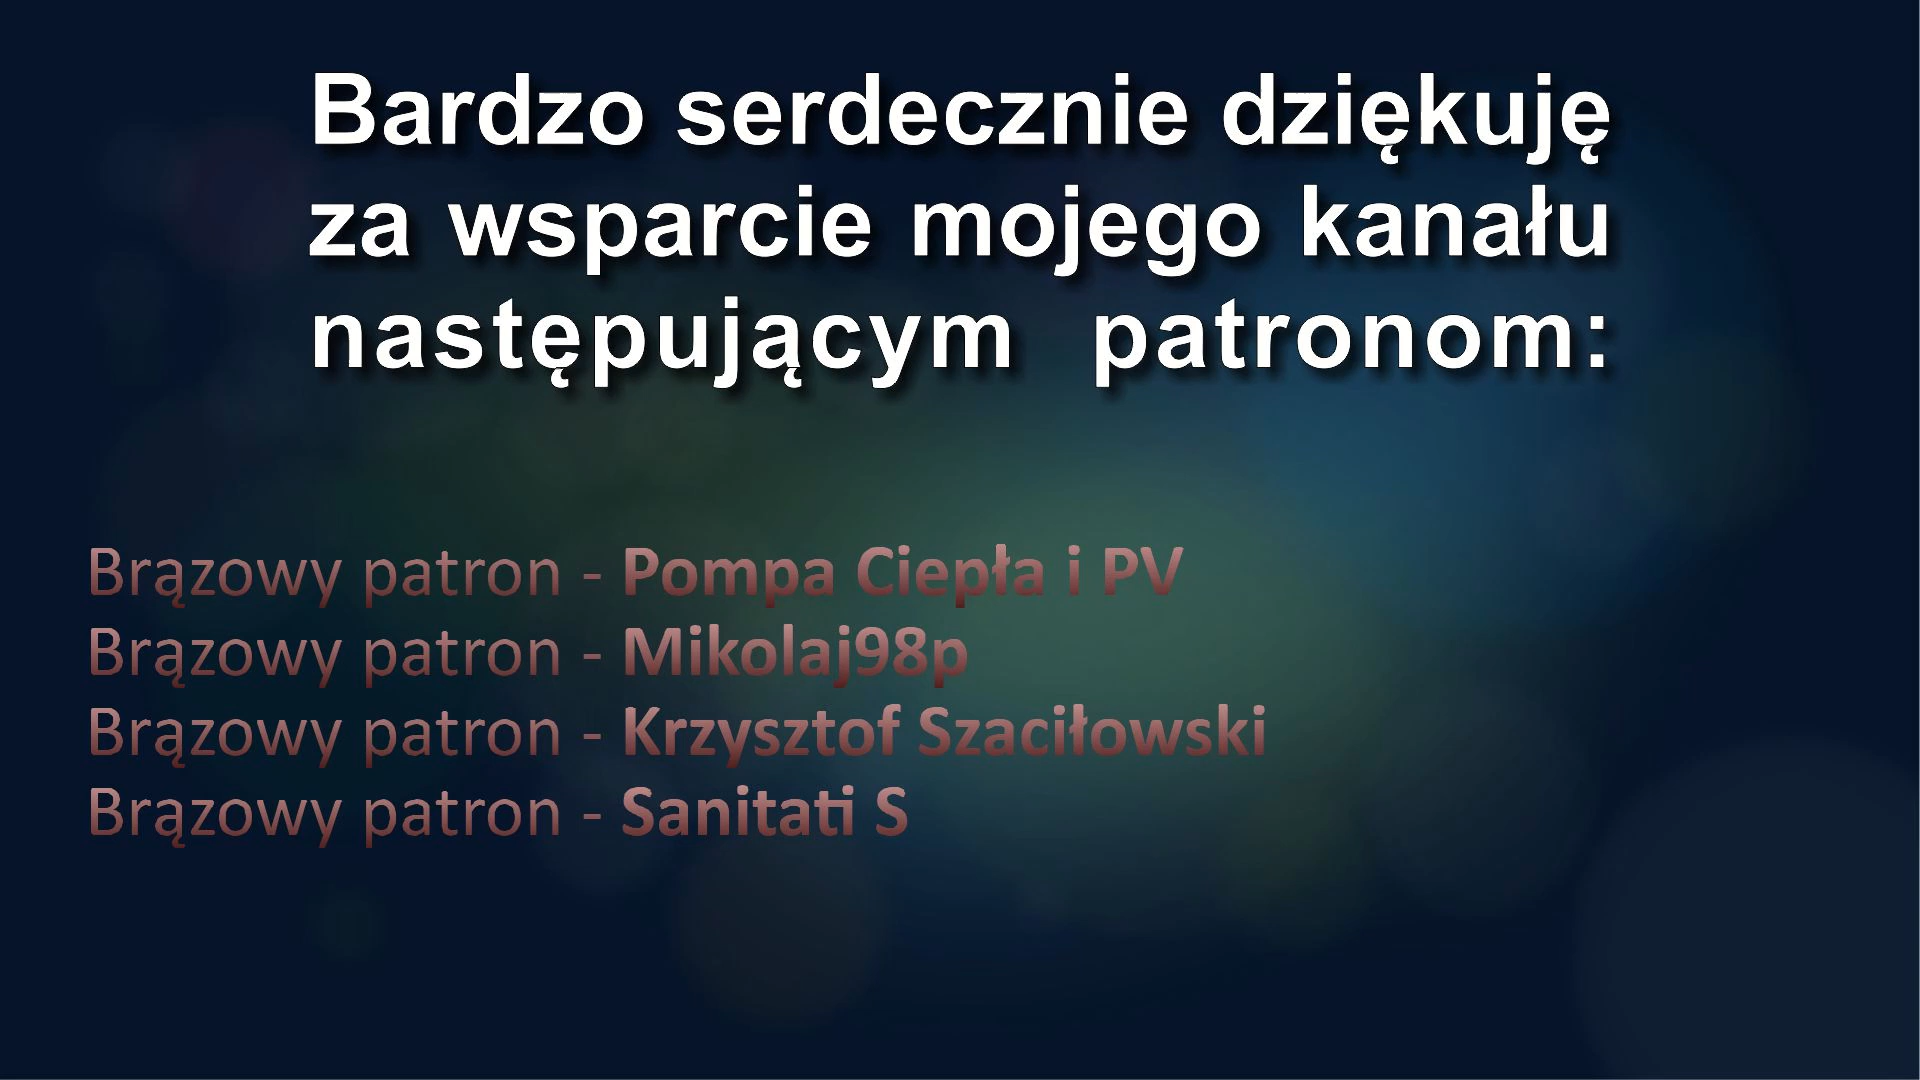 Bardzo serdecznie dziękuję
za wsparcie mojego kanału
następującym patronom:
Brązowy patron - Pompa Ciepła i PV
Brązowy patron - Mikolaj98p
Brązowy patron - Krzysztof Szaciłowski
Brązowy patron - Sanitati S